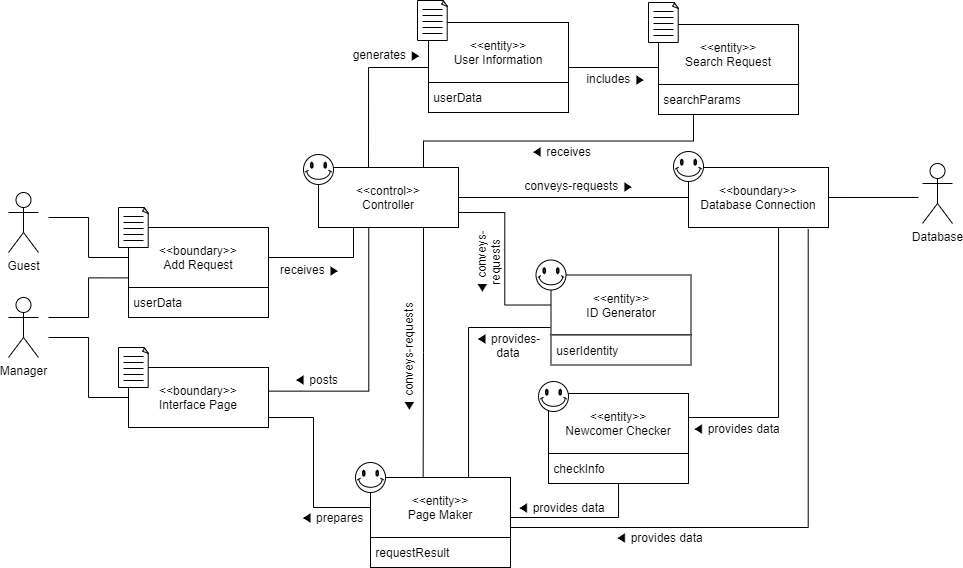 <<entity>>
User Information
userData
generates
includes
<<entity>>
Search Request
searchParams
receives
<<control>>
Controller
conveys-requests
<<boundary>>
Database Connection
Database
Guest
<<boundary>>
Add Request
userData
receives
conveys-
requests
<<entity>>
ID Generator
userIdentity
Manager
provides-
data
conveys-requests
<<boundary>>
Interface Page
posts
<<entity>>
Newcomer Checker
checkInfo
provides data
<<entity>>
Page Maker
requestResult
prepares
provides data
provides data